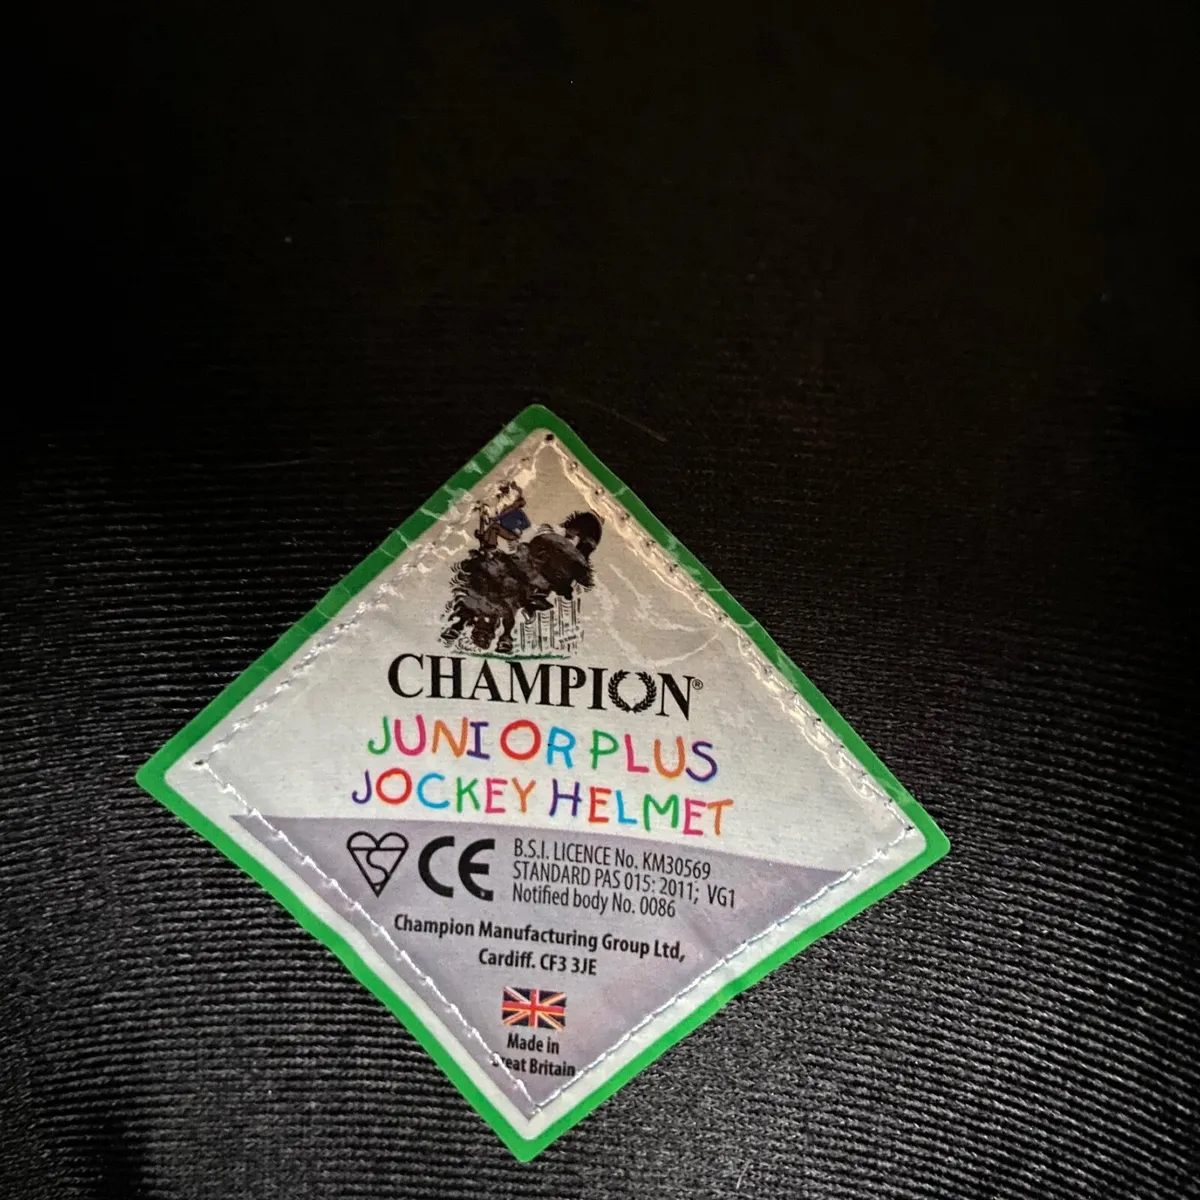 CHAMPION®
JUNIOR PLUS
JOCKEY HELMET
CE
B.S.I. LICENCE No. KM30569
STANDARD PAS 015: 2011; VG1
Notified body No. 0086
Champion Manufacturing Group Ltd,
Cardiff. CF3 3JE
Made in
Great Britain